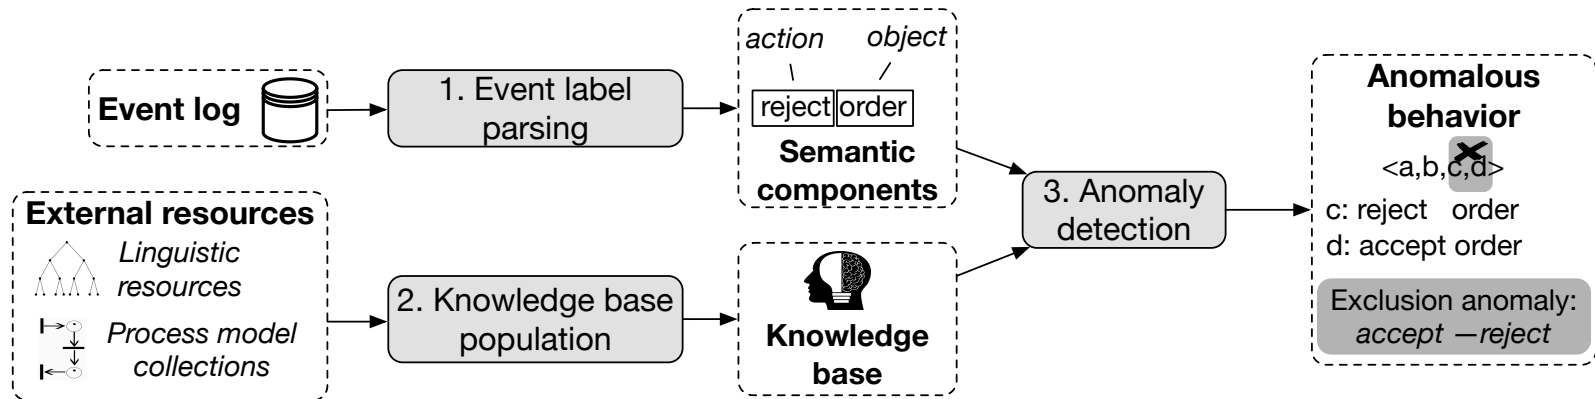 Event log
1. Event label
parsing
action object
reject order
Semantic
components
External resources
Linguistic
resources
Process model
collections
2. Knowledge base
population
Knowledge
base
3. Anomaly
detection
Anomalous
behavior
<a,b,c,d>
c: reject order
d: accept order
Exclusion anomaly:
accept —reject